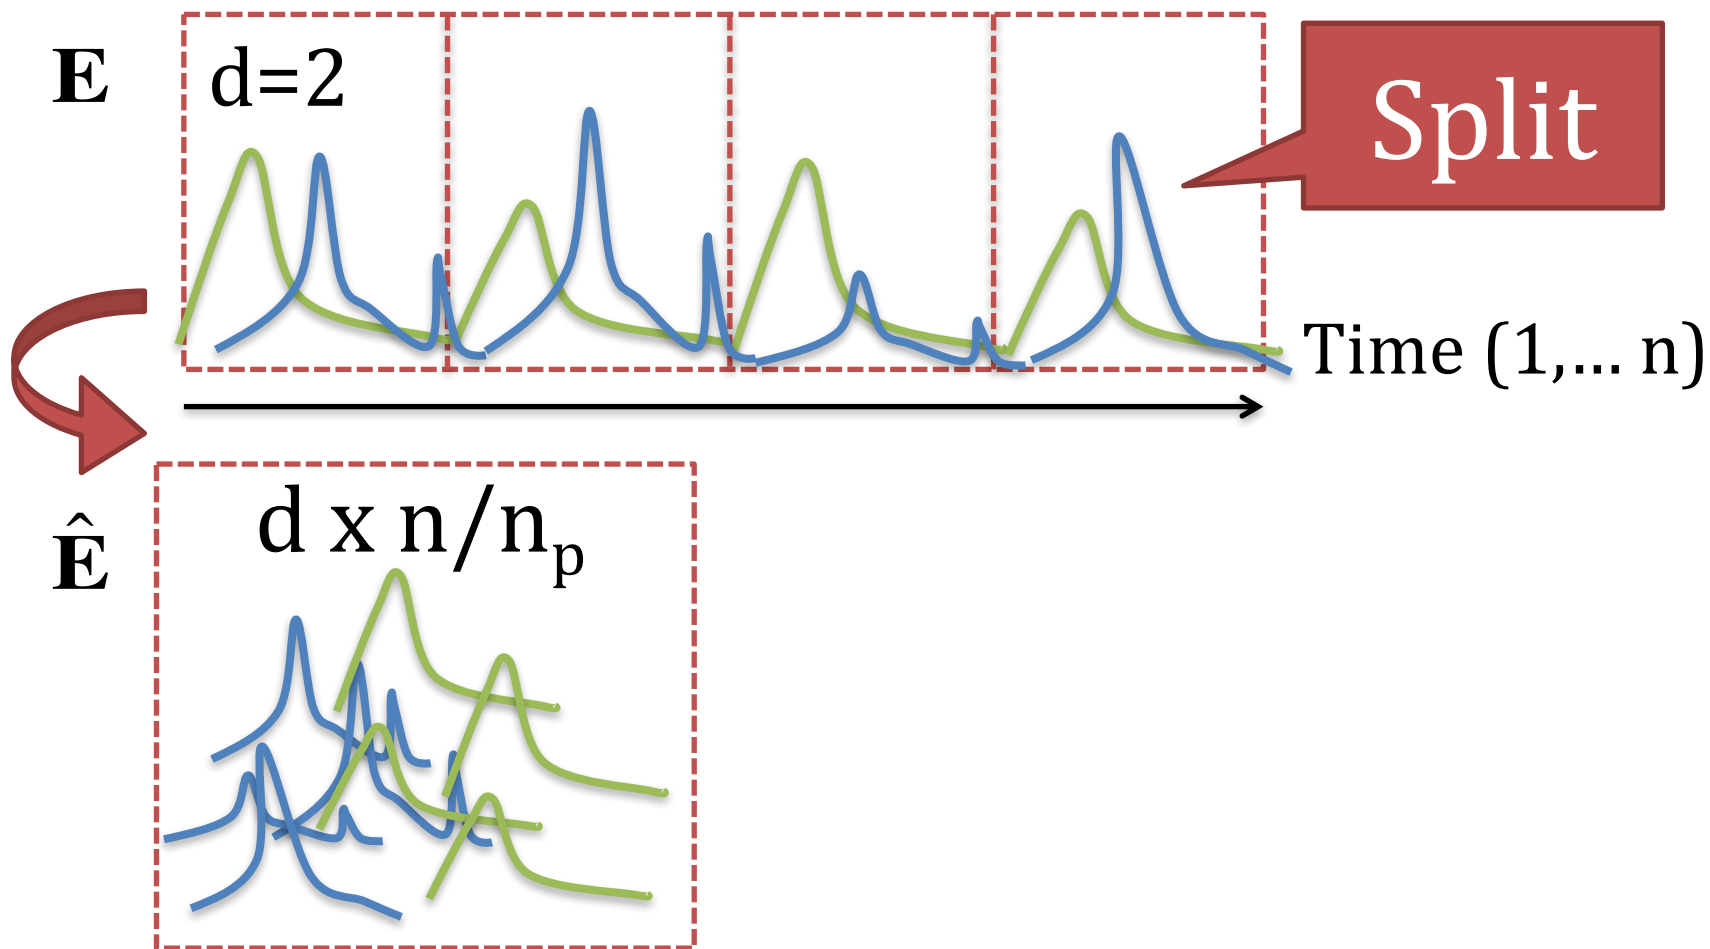 E
d=2
Split
Time (1,... n)
Ê
d x n/nₚ